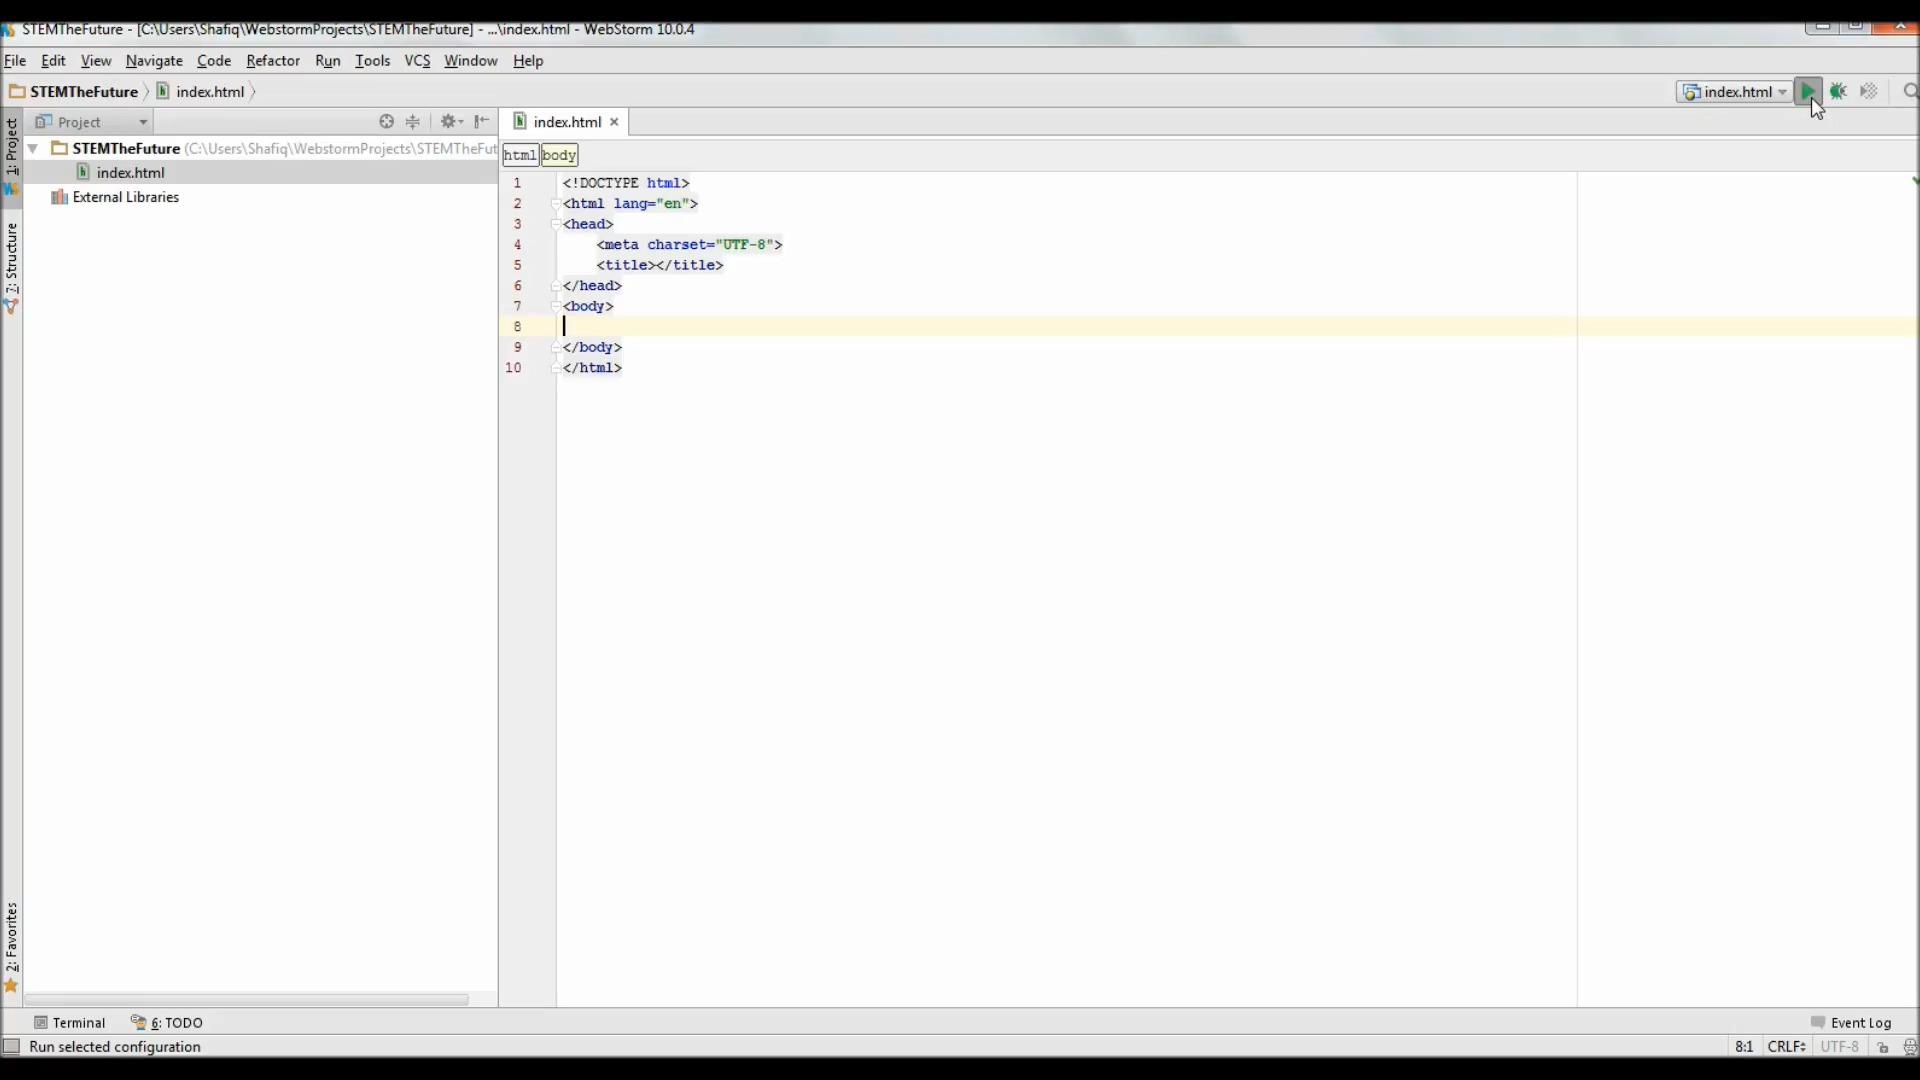 STEMTheFuture - [C:\Users\Shafiq\WebstormProjects\STEMTheFuture] - ...\index.html - WebStorm 10.0.4
File Edit View Navigate Code Refactor Run Tools VCS Window Help
STEMTheFuture index.html index.html
Project index.html ×
1: Project
7: Structure
2: Favorites
STEMTheFuture (C:\Users\Shafiq\WebstormProjects\STEMTheFut
index.html
External Libraries
html body
1 <!DOCTYPE html>
2 <html lang="en">
3 <head>
4 <meta charset="UTF-8">
5 <title></title>
6 </head>
7 <body>
8
9 </body>
10 </html>
Terminal 6: TODO Event Log
Run selected configuration 8:1 CRLF UTF-8